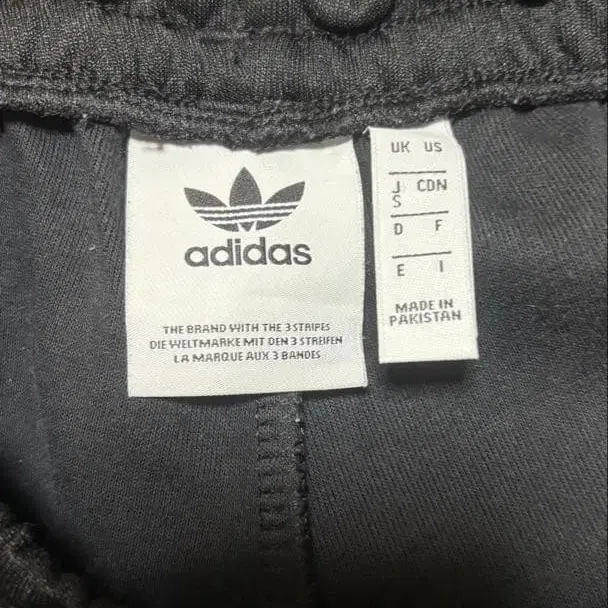 adidas
THE BRAND WITH THE 3 STRIPES
DIE WELTMARKE MIT DEN 3 STREIFEN
LA MARQUE AUX 3 BANDES
UK US
J CDN
S
D F
E I
MADE IN
PAKISTAN